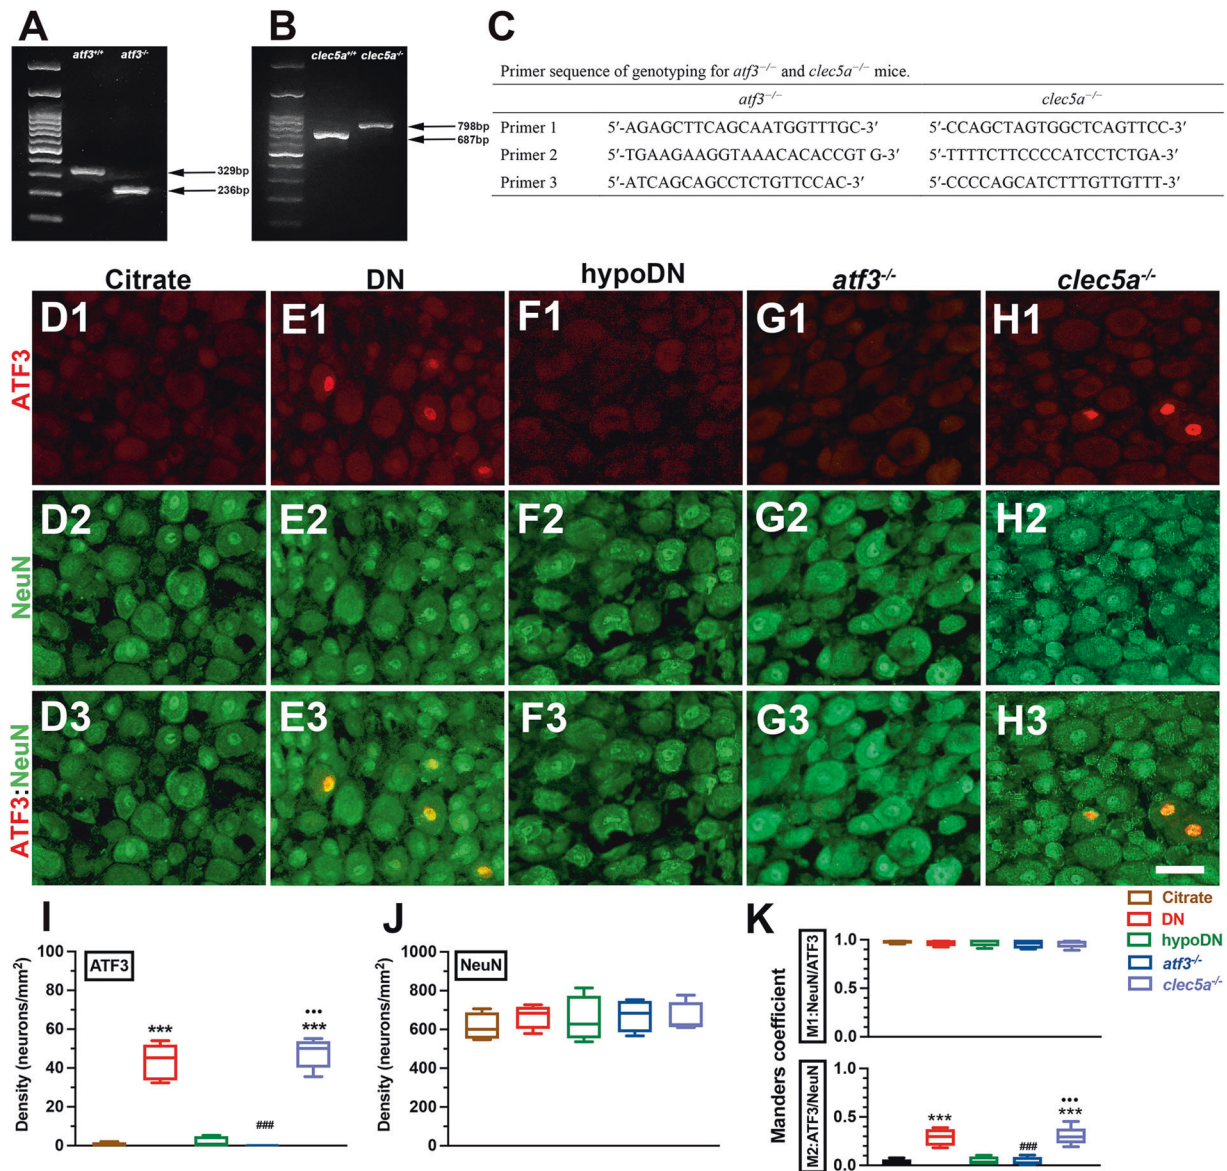 A
B
C
atf3+/+ atf3-/-
329bp
236bp
clec5a+/+ clec5a-/-
798bp
687bp
Primer sequence of genotyping for atf3−/− and clec5a−/− mice.
atf3−/− clec5a−/−
Primer 1 5′-AGAGCTTCAGCAATGGTTTGC-3′ 5′-CCAGCTAGTGGCTCAGTTCC-3′
Primer 2 5′-TGAAGAAGGTAAACACACCGT G-3′ 5′-TTTTCTTCCCCATCCTCTGA-3′
Primer 3 5′-ATCAGCAGCCTCTGTTCCAC-3′ 5′-CCCCAGCATCTTTGTTGTTT-3′
Citrate DN hypoDN atf3-/- clec5a-/-
ATF3
D1 E1 F1 G1 H1
NeuN
D2 E2 F2 G2 H2
ATF3:NeuN
D3 E3 F3 G3 H3
I
ATF3
Density (neurons/mm2)
100
80
60
40
20
0
***
###
•••
***
J
NeuN
Density (neurons/mm2)
1000
800
600
400
200
0
K
Manders coefficient
M1:NeuN/ATF3
1.0
0.5
0.0
M2:ATF3/NeuN
1.0
0.5
0.0
***
###
•••
***
Citrate
DN
hypoDN
atf3-/-
clec5a-/-